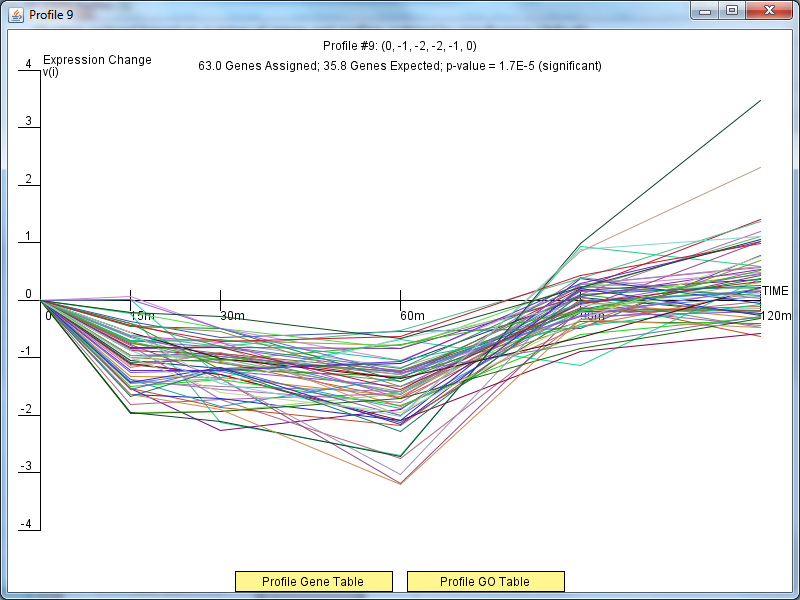 Profile 9
Profile #9: (0, -1, -2, -2, -1, 0)
Expression Change
v(i)
63.0 Genes Assigned; 35.8 Genes Expected; p-value = 1.7E-5 (significant)
4
3
2
1
0
-1
-2
-3
-4
0
15m
30m
60m
TIME
120m
Profile Gene Table
Profile GO Table